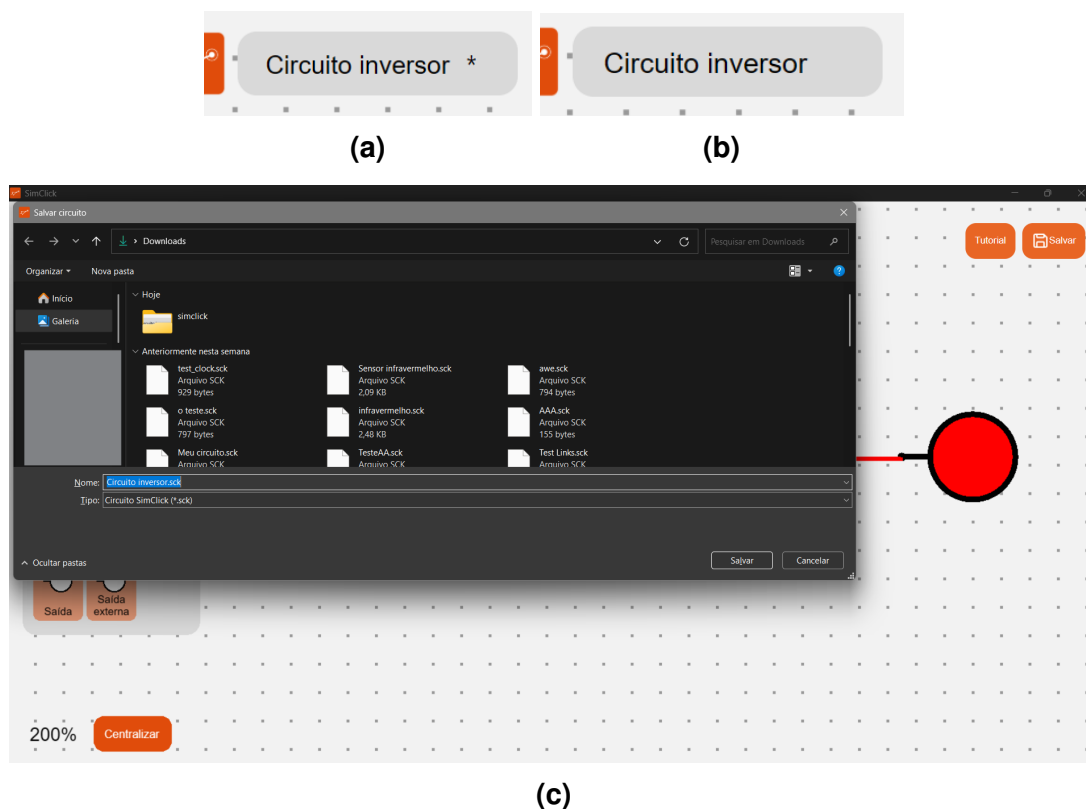 Circuito inversor *
Circuito inversor
(a)
(b)
SimClick
Salvar circuito
Downloads
Pesquisar em Downloads
Tutorial
Salvar
Organizar
Nova pasta
Início
Galeria
Hoje
simclick
Anteriormente nesta semana
test_clock.sck
Arquivo SCK
929 bytes
Sensor infravermelho.sck
Arquivo SCK
2,09 KB
awe.sck
Arquivo SCK
794 bytes
o teste.sck
Arquivo SCK
797 bytes
infravermelho.sck
Arquivo SCK
2,48 KB
AAA.sck
Arquivo SCK
155 bytes
Meu circuito.sck
Arquivo SCK
TesteAA.sck
Arquivo SCK
Test Links.sck
Arquivo SCK
Nome: Circuito inversor.sck
Tipo: Circuito SimClick (*.sck)
Ocultar pastas
Salvar
Cancelar
Saída
Saída
externa
200%
Centralizar
(c)